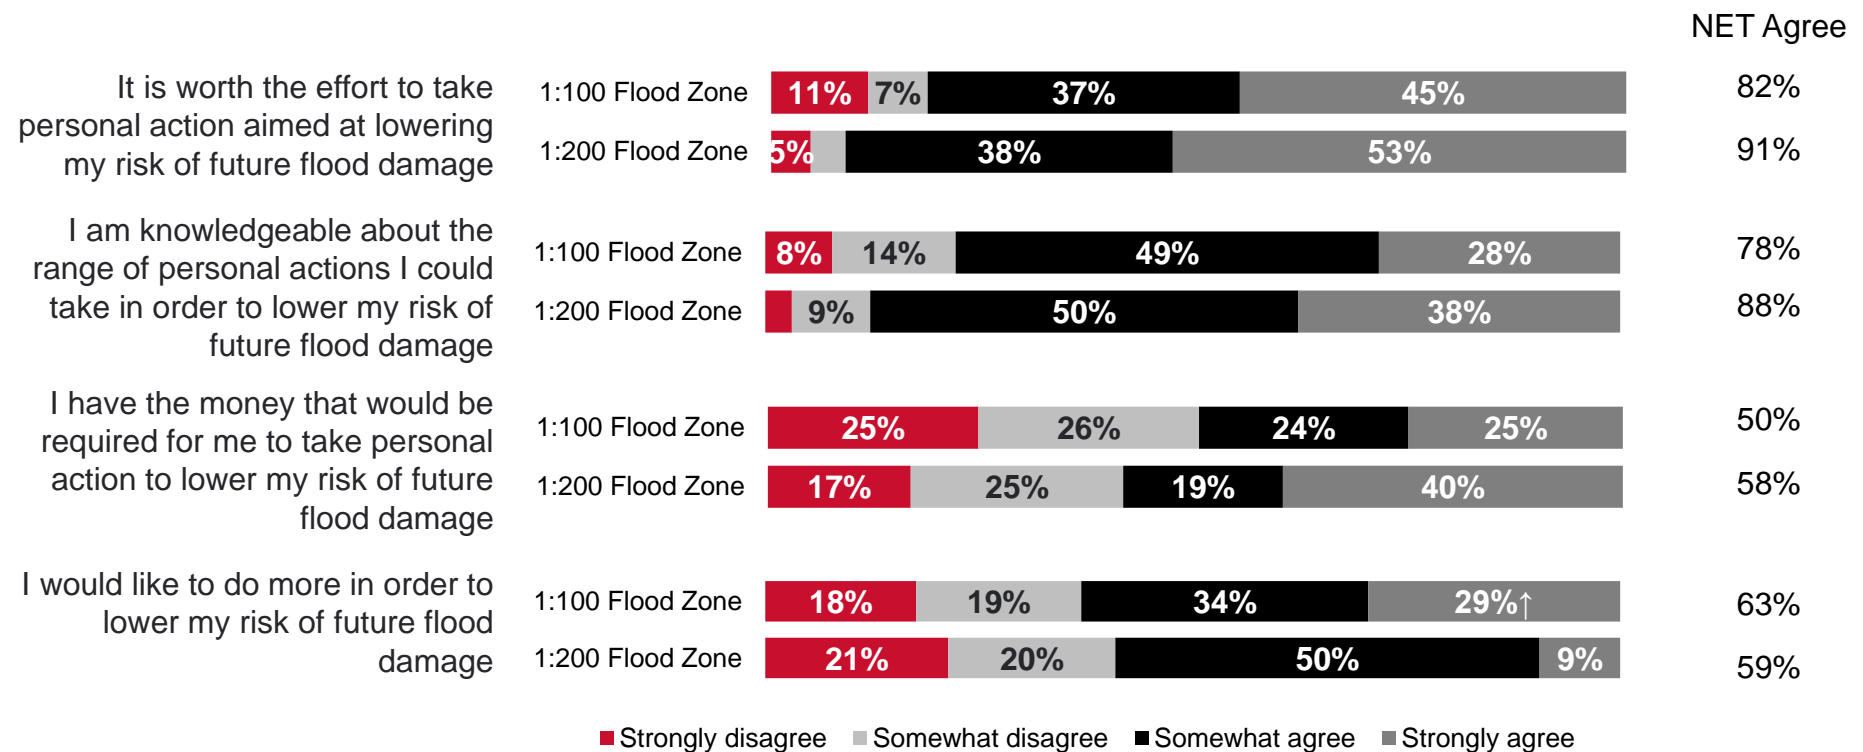 NET Agree
It is worth the effort to take
personal action aimed at lowering
my risk of future flood damage
1:100 Flood Zone 11% 7% 37% 45% 82%
1:200 Flood Zone 5% 38% 53% 91%
I am knowledgeable about the
range of personal actions I could
take in order to lower my risk of
future flood damage
1:100 Flood Zone 8% 14% 49% 28% 78%
1:200 Flood Zone 9% 50% 38% 88%
I have the money that would be
required for me to take personal
action to lower my risk of future
flood damage
1:100 Flood Zone 25% 26% 24% 25% 50%
1:200 Flood Zone 17% 25% 19% 40% 58%
I would like to do more in order to
lower my risk of future flood
damage
1:100 Flood Zone 18% 19% 34% 29%↑ 63%
1:200 Flood Zone 21% 20% 50% 9% 59%
Strongly disagree Somewhat disagree Somewhat agree Strongly agree